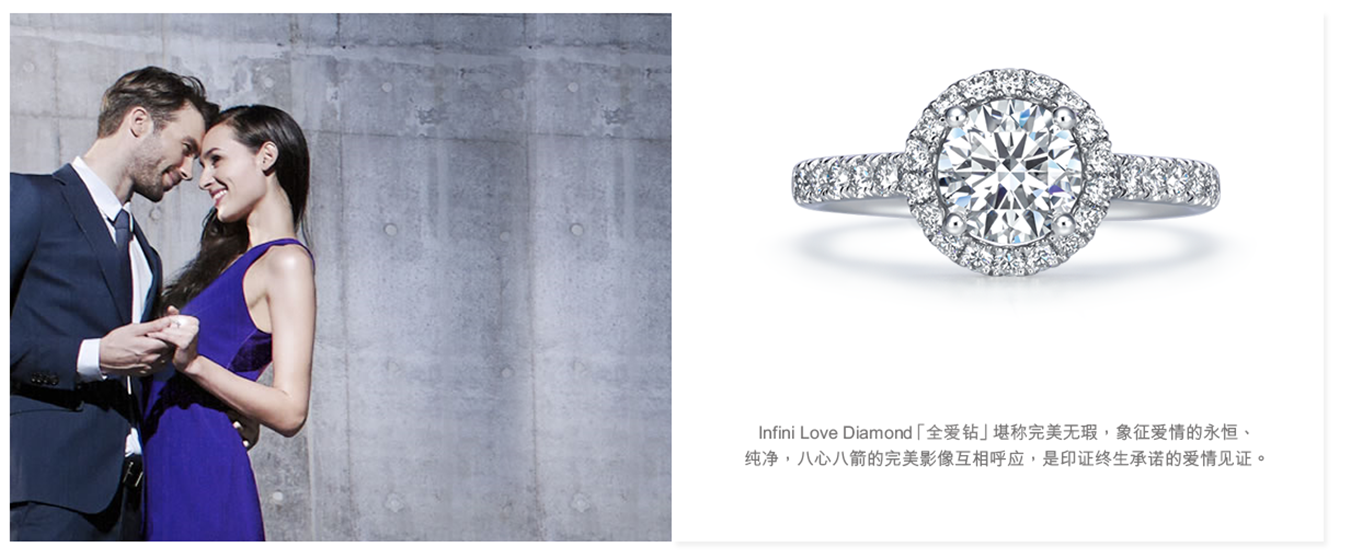 Infini Love Diamond「全爱钻」堪称完美无瑕，象征爱情的永恒、
纯净，八心八箭的完美影像互相呼应，是印证终生承诺的爱情见证。